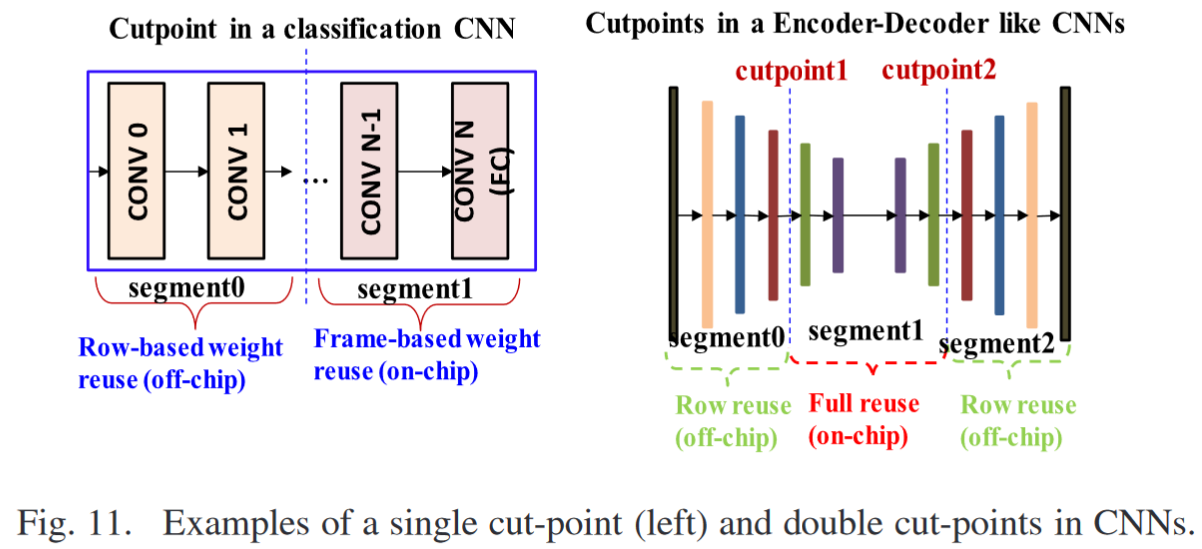 Cutpoint in a classification CNN
CONV 0
CONV 1
...
CONV N-1
CONV N
(FC)
segment0
segment1
Row-based weight
reuse (off-chip)
Frame-based weight
reuse (on-chip)
Cutpoints in a Encoder-Decoder like CNNs
cutpoint1
cutpoint2
segment0
segment1
segment2
Row reuse
(off-chip)
Full reuse
(on-chip)
Row reuse
(off-chip)
Fig. 11. Examples of a single cut-point (left) and double cut-points in CNNs.